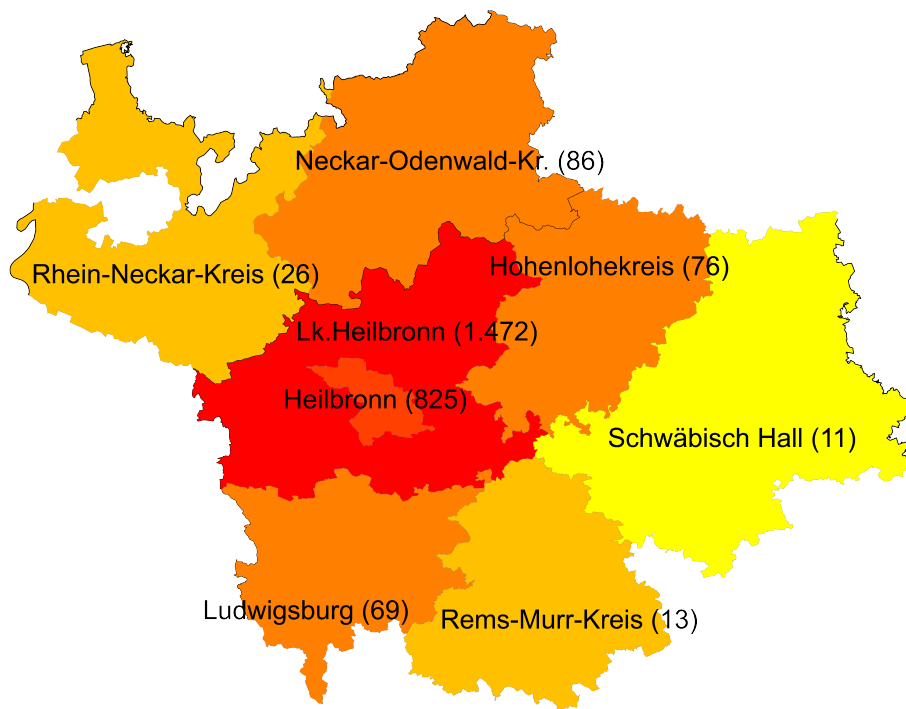 Neckar-Odenwald-Kr. (86)
Rhein-Neckar-Kreis (26)
Hohenlohekreis (76)
Lk.Heilbronn (1.472)
Heilbronn (825)
Schwäbisch Hall (11)
Ludwigsburg (69)
Rems-Murr-Kreis (13)